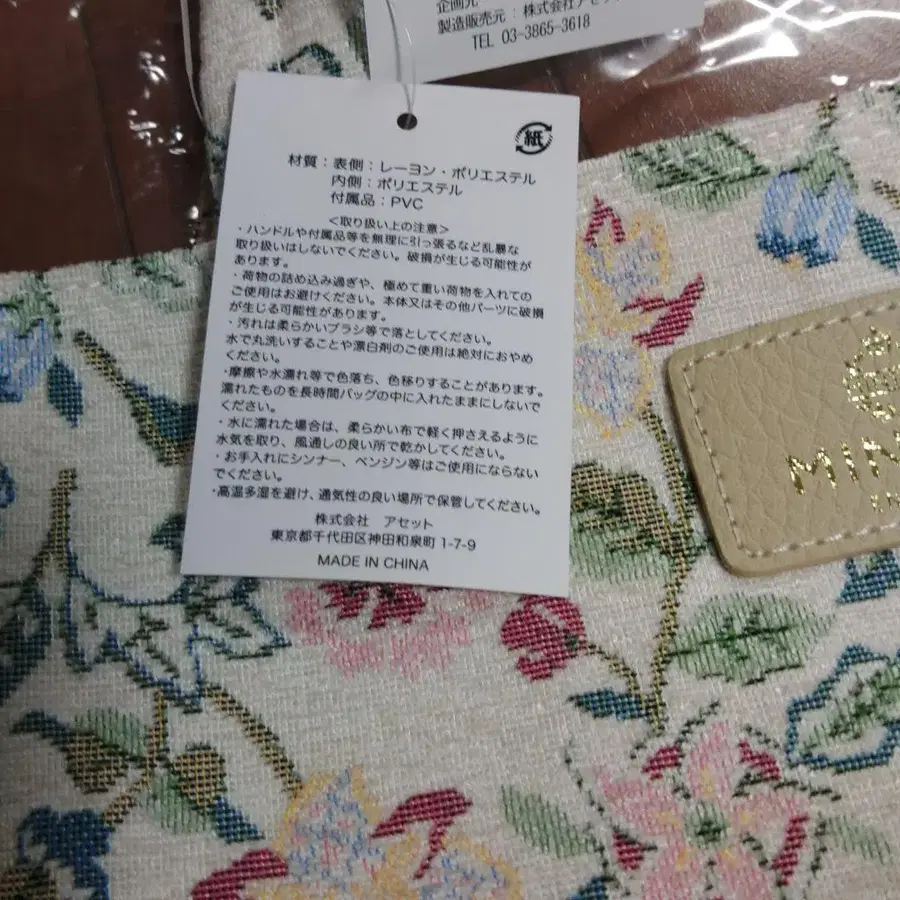 企画元
製造販売元:株式会社アセット
TEL 03-3865-3618
紙
材質:表側:レーヨン・ポリエステル
内側:ポリエステル
付属品:PVC
<取り扱い上の注意>
・ハンドルや付属品等を無理に引っ張るなど乱暴な
取り扱いはしないでください。破損が生じる可能性が
あります。
・荷物の詰め込み過ぎや、極めて重い荷物を入れての
ご使用はお避けください。本体又はその他パーツに破損
が生じる可能性があります。
・汚れは柔らかいブラシ等で落としてください。
水で丸洗いすることや漂白剤のご使用は絶対におやめ
ください。
・摩擦や水濡れ等で色落ち、色移りすることがあります。
濡れたものを長時間バッグの中に入れたままにしないで
ください。
・水に濡れた場合は、柔らかい布で軽く押さえるように
水気を取り、風通しの良い所で乾かしてください。
・お手入れにシンナー、ベンジン等はご使用にならない
でください。
・高温多湿を避け、通気性の良い場所で保管してください。
株式会社 アセット
東京都千代田区神田和泉町 1-7-9
MADE IN CHINA
MIN